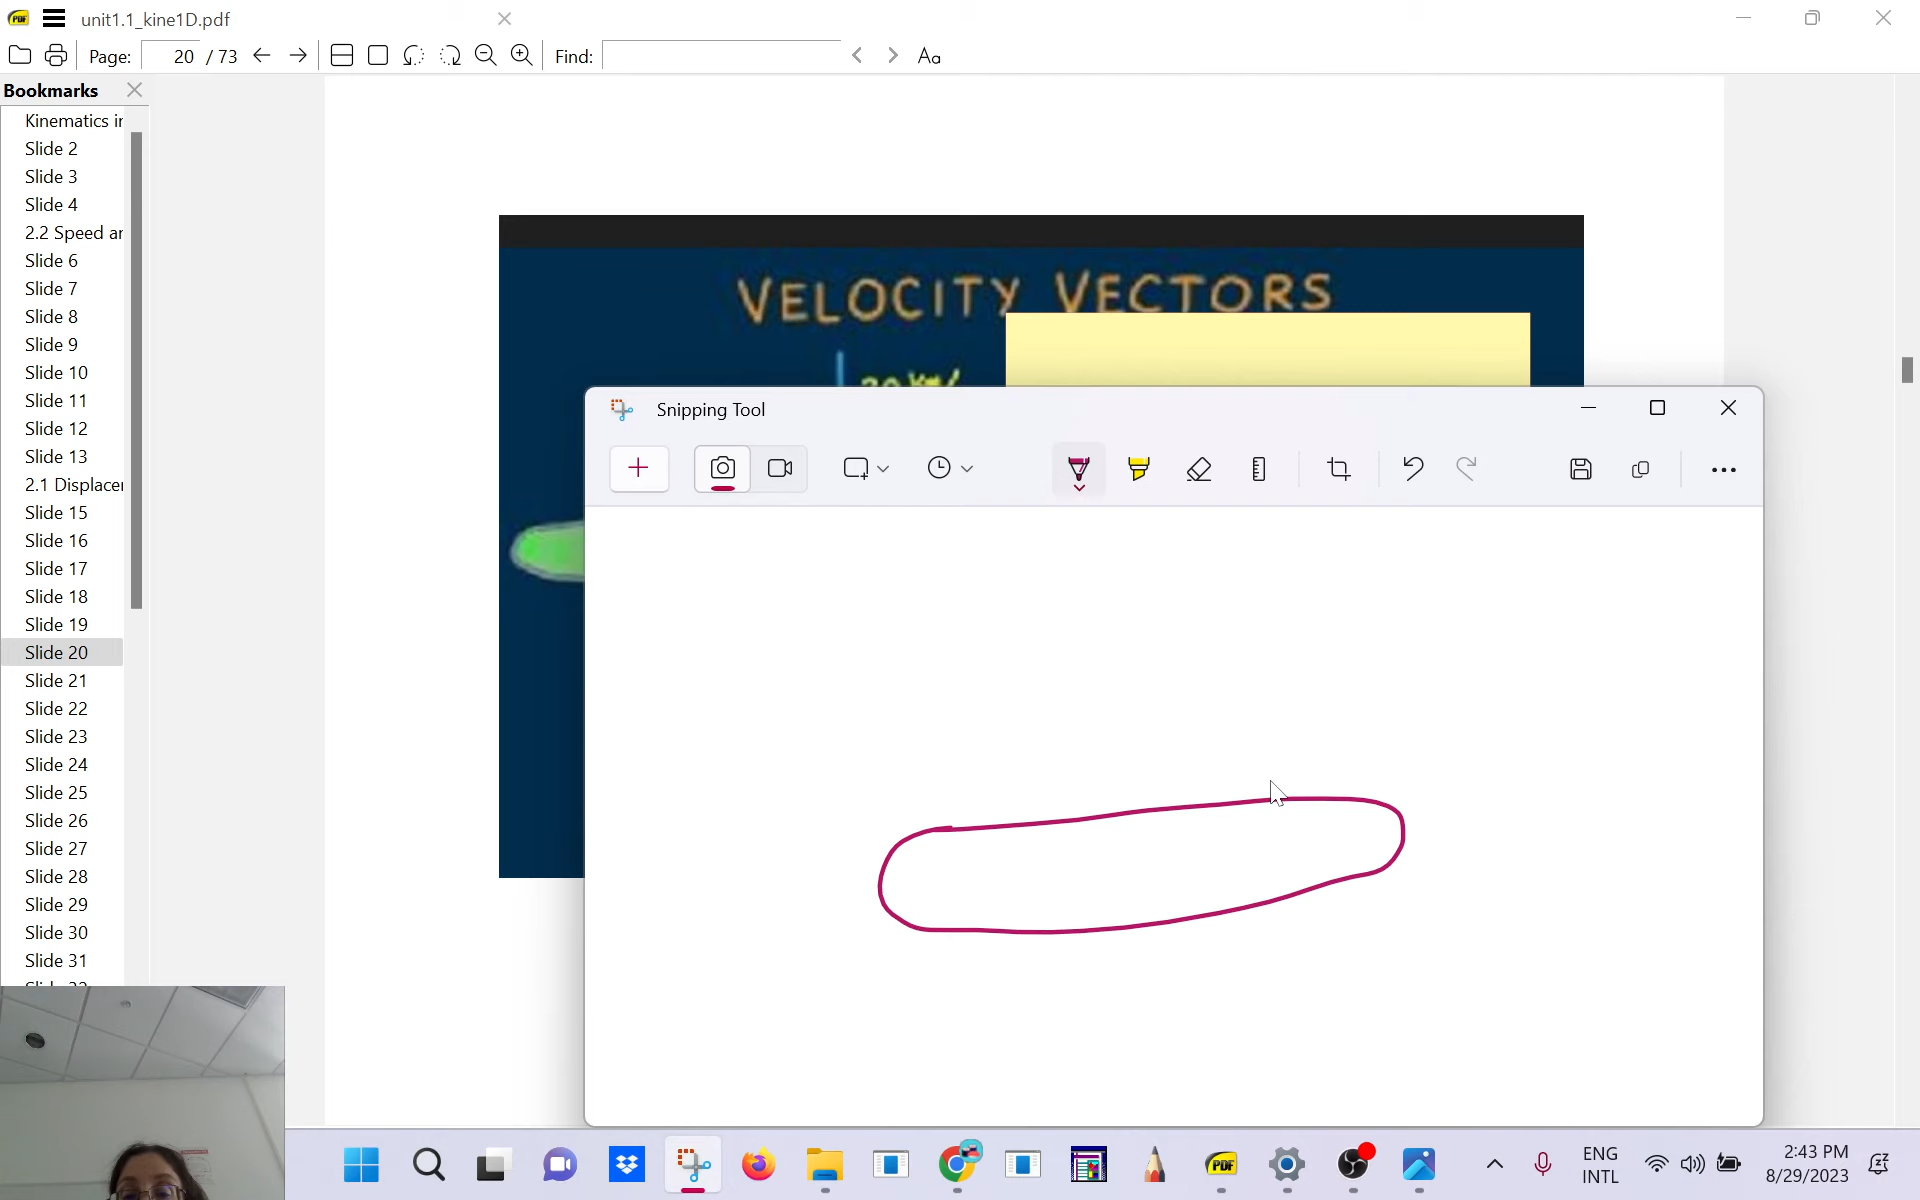 unit1.1_kine1D.pdf
Page: 20 / 73 Find: Aa
Bookmarks
Kinematics ir
Slide 2
Slide 3
Slide 4
2.2 Speed ar
Slide 6
Slide 7
Slide 8
Slide 9
Slide 10
Slide 11
Slide 12
Slide 13
2.1 Displacer
Slide 15
Slide 16
Slide 17
Slide 18
Slide 19
Slide 20
Slide 21
Slide 22
Slide 23
Slide 24
Slide 25
Slide 26
Slide 27
Slide 28
Slide 29
Slide 30
Slide 31
VELOCITY VECTORS
Snipping Tool
PDF
ENG
INTL
2:43 PM
8/29/2023